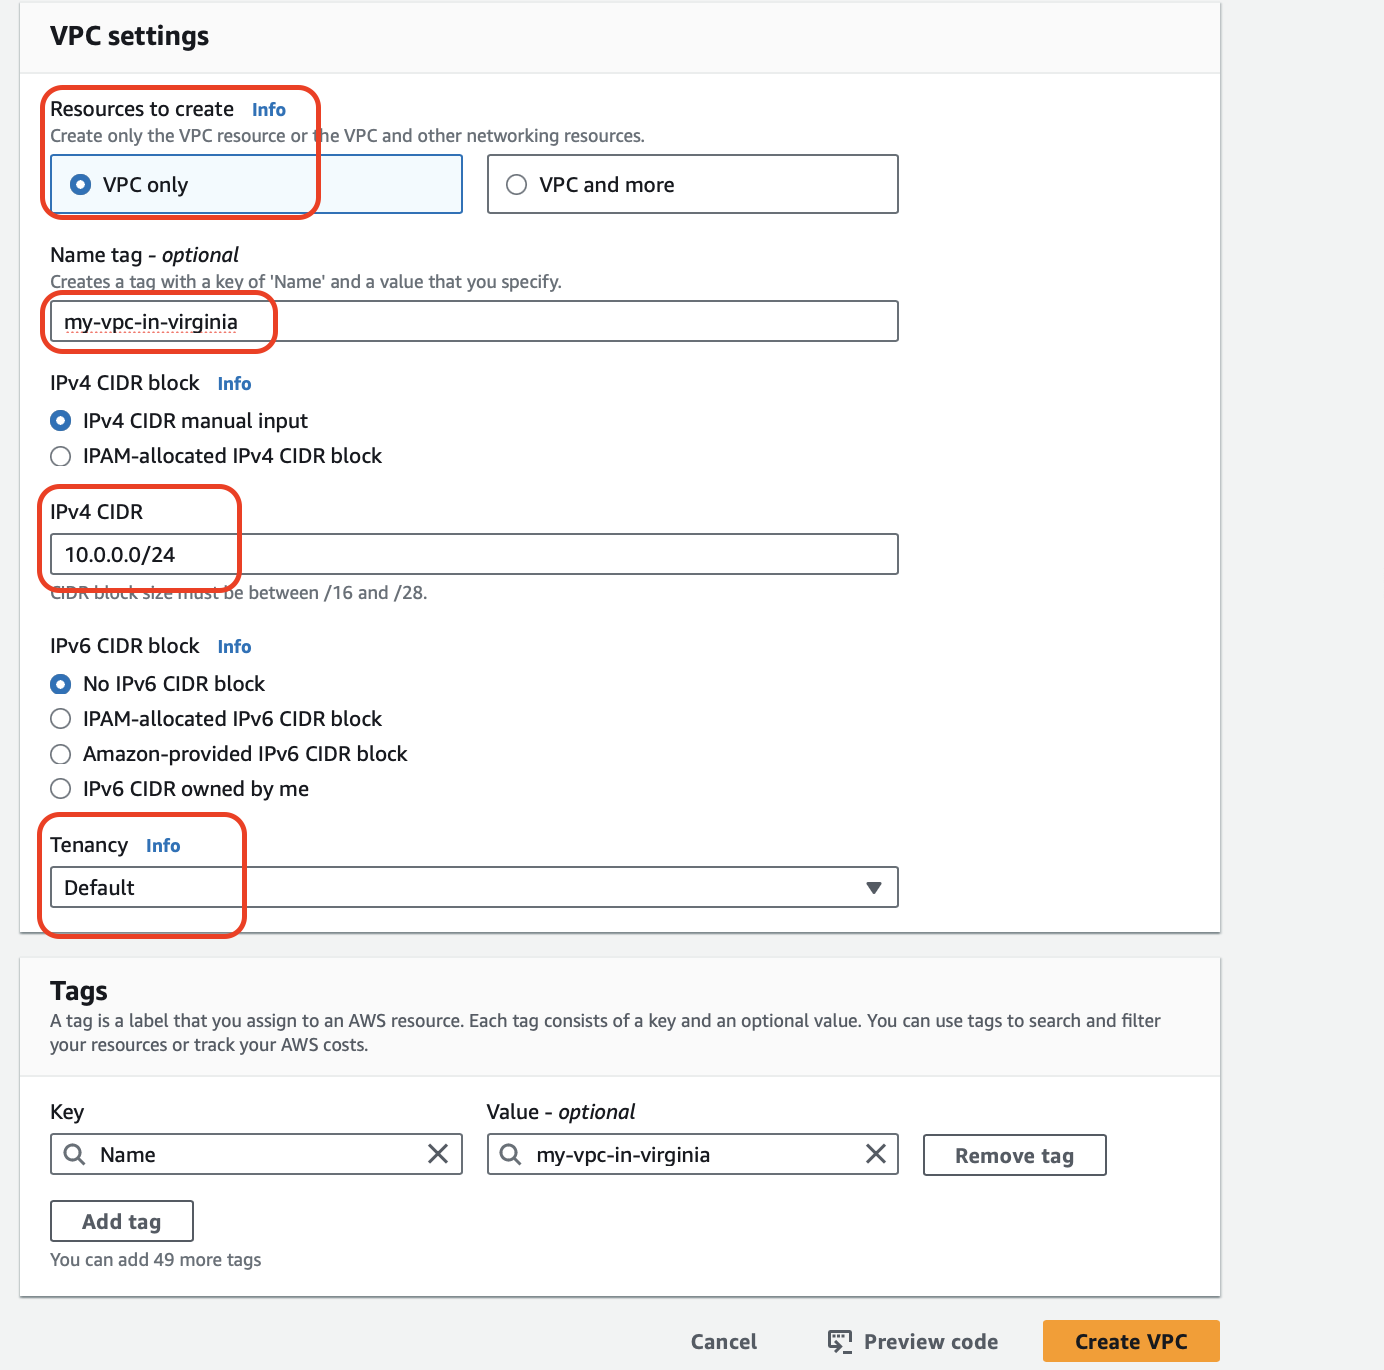 VPC settings
Resources to create Info
Create only the VPC resource or the VPC and other networking resources.
VPC only VPC and more
Name tag - optional
Creates a tag with a key of 'Name' and a value that you specify.
my-vpc-in-virginia
IPv4 CIDR block Info
IPv4 CIDR manual input
IPAM-allocated IPv4 CIDR block
IPv4 CIDR
10.0.0.0/24
CIDR block size must be between /16 and /28.
IPv6 CIDR block Info
No IPv6 CIDR block
IPAM-allocated IPv6 CIDR block
Amazon-provided IPv6 CIDR block
IPv6 CIDR owned by me
Tenancy Info
Default
Tags
A tag is a label that you assign to an AWS resource. Each tag consists of a key and an optional value. You can use tags to search and filter
your resources or track your AWS costs.
Key Value - optional
Name my-vpc-in-virginia Remove tag
Add tag
You can add 49 more tags
Cancel Preview code Create VPC